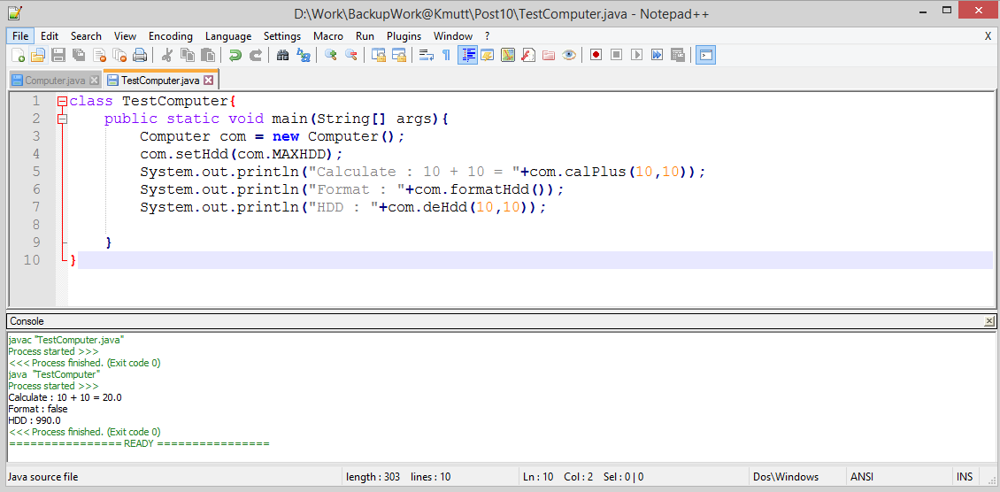 D:\Work\BackupWork@Kmutt\Post10\TestComputer.java - Notepad++
File Edit Search View Encoding Language Settings Macro Run Plugins Window ? X
Computer.java TestComputer.java
1 class TestComputer{
2 public static void main(String[] args){
3 Computer com = new Computer();
4 com.setHdd(com.MAXHDD);
5 System.out.println("Calculate : 10 + 10 = "+com.calPlus(10,10));
6 System.out.println("Format : "+com.formatHdd());
7 System.out.println("HDD : "+com.deHdd(10,10));
8
9 }
10 }
Console
javac "TestComputer.java"
Process started >>>
<<< Process finished. (Exit code 0)
java "TestComputer"
Process started >>>
Calculate : 10 + 10 = 20.0
Format : false
HDD : 990.0
<<< Process finished. (Exit code 0)
================ READY ================
Java source file length : 303 lines : 10 Ln : 10 Col : 2 Sel : 0 | 0 Dos\Windows ANSI INS